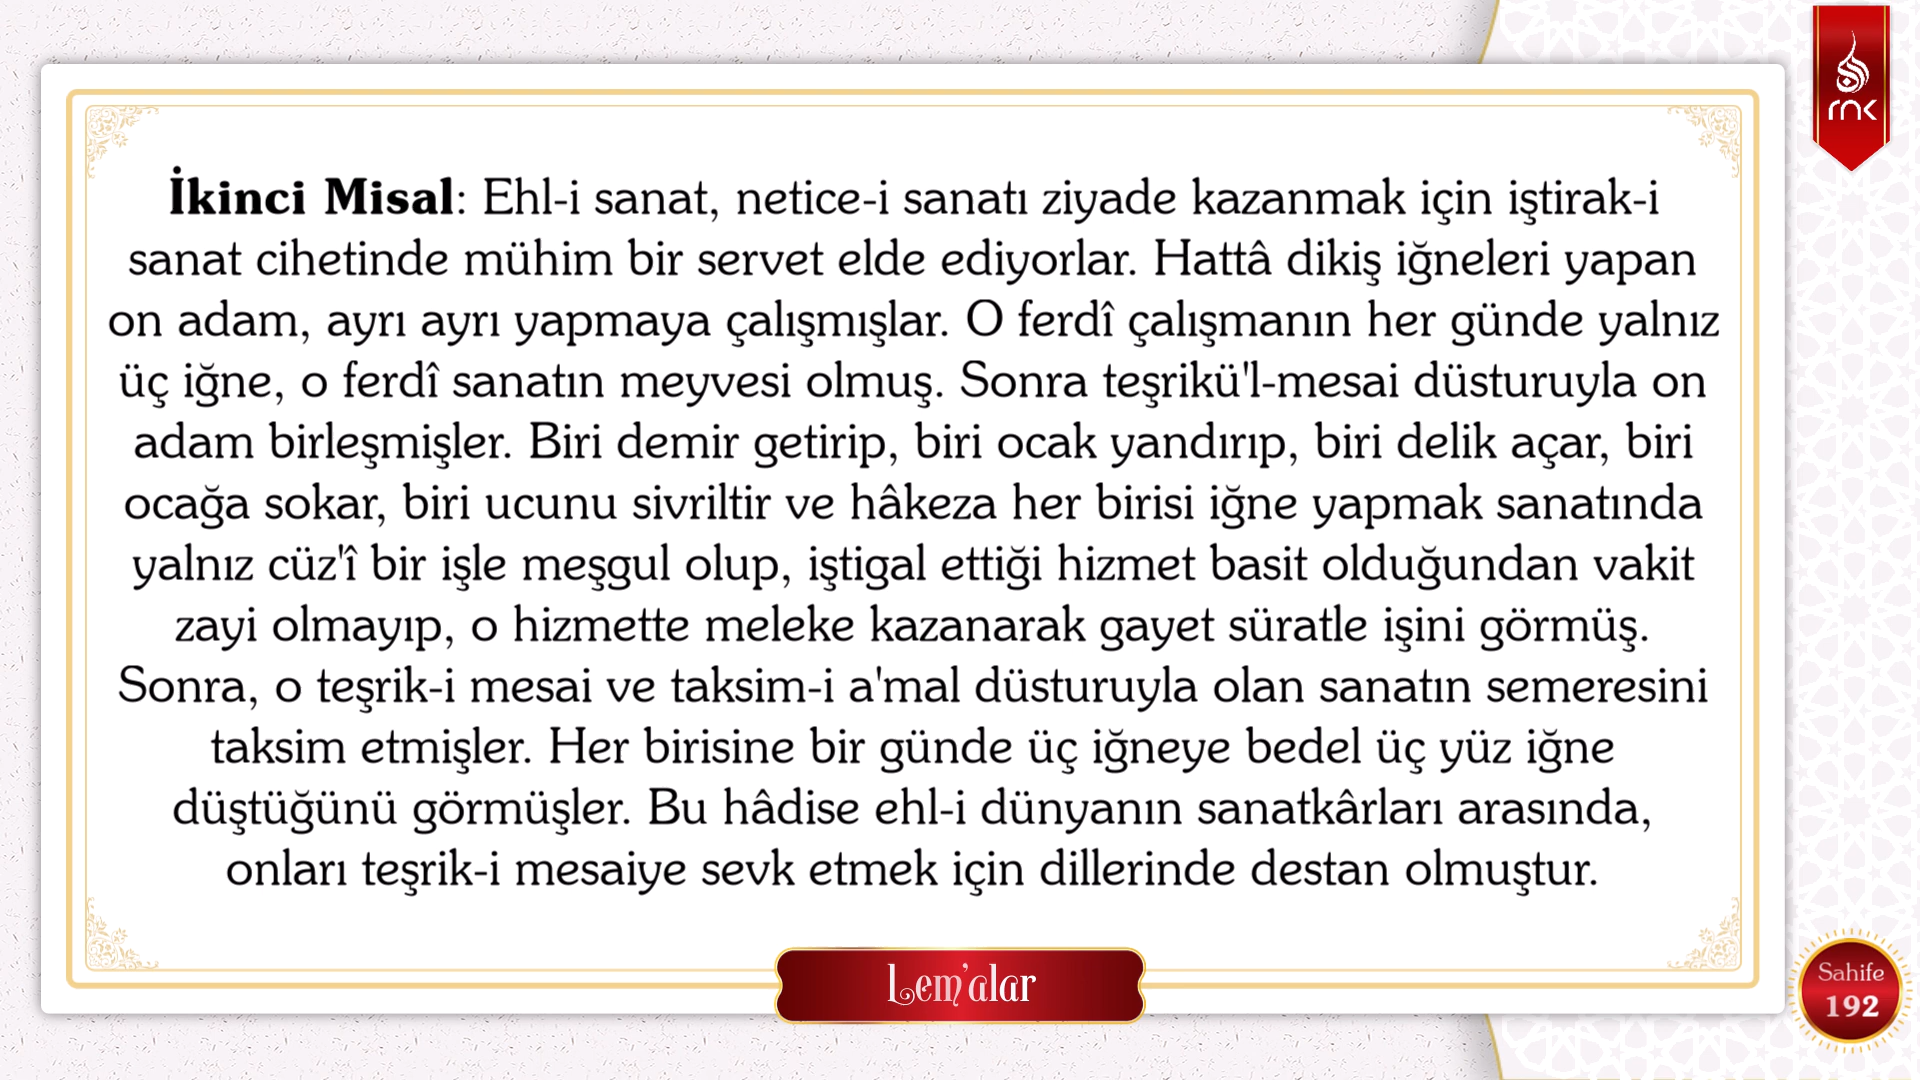 rnk
İkinci Misal: Ehl-i sanat, netice-i sanatı ziyade kazanmak için iştirak-i
sanat cihetinde mühim bir servet elde ediyorlar. Hattâ dikiş iğneleri yapan
on adam, ayrı ayrı yapmaya çalışmışlar. O ferdî çalışmanın her günde yalnız
üç iğne, o ferdî sanatın meyvesi olmuş. Sonra teşrikü'l-mesai düsturuyla on
adam birleşmişler. Biri demir getirip, biri ocak yandırıp, biri delik açar, biri
ocağa sokar, biri ucunu sivriltir ve hâkeza her birisi iğne yapmak sanatında
yalnız cüz'î bir işle meşgul olup, iştigal ettiği hizmet basit olduğundan vakit
zayi olmayıp, o hizmette meleke kazanarak gayet süratle işini görmüş.
Sonra, o teşrik-i mesai ve taksim-i a'mal düsturuyla olan sanatın semeresini
taksim etmişler. Her birisine bir günde üç iğneye bedel üç yüz iğne
düştüğünü görmüşler. Bu hâdise ehl-i dünyanın sanatkârları arasında,
onları teşrik-i mesaiye sevk etmek için dillerinde destan olmuştur.
Lem'alar
Sahife
192